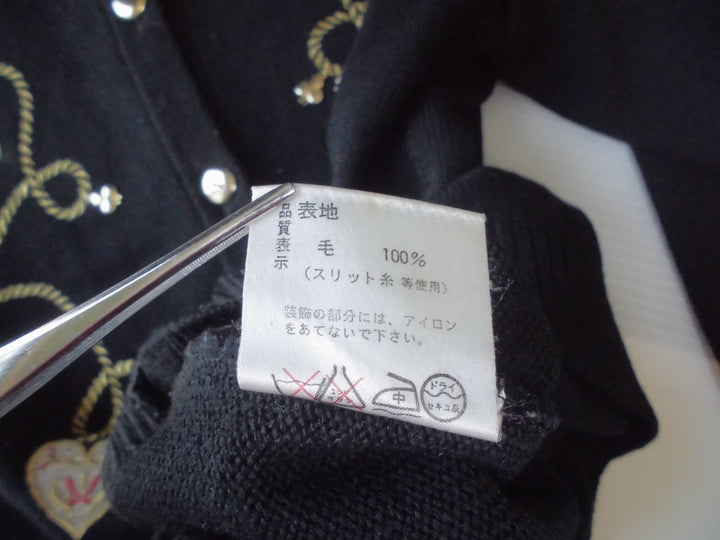 品質表示
表地
毛 100%
(スリット糸 等使用)
装飾の部分には、アイロン
をあてないで下さい。
中
ドライ
セキユ系